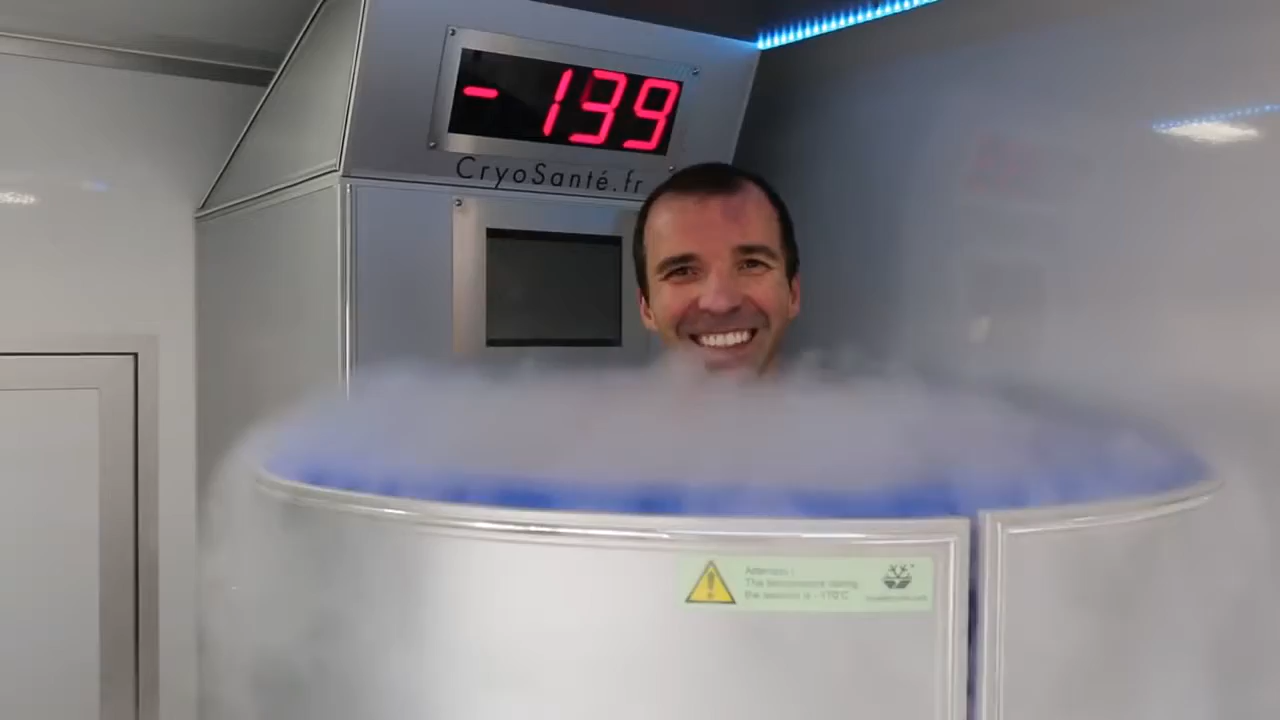 -139
CryoSanté.fr
Attention !
The temperature during
the session is -170°C